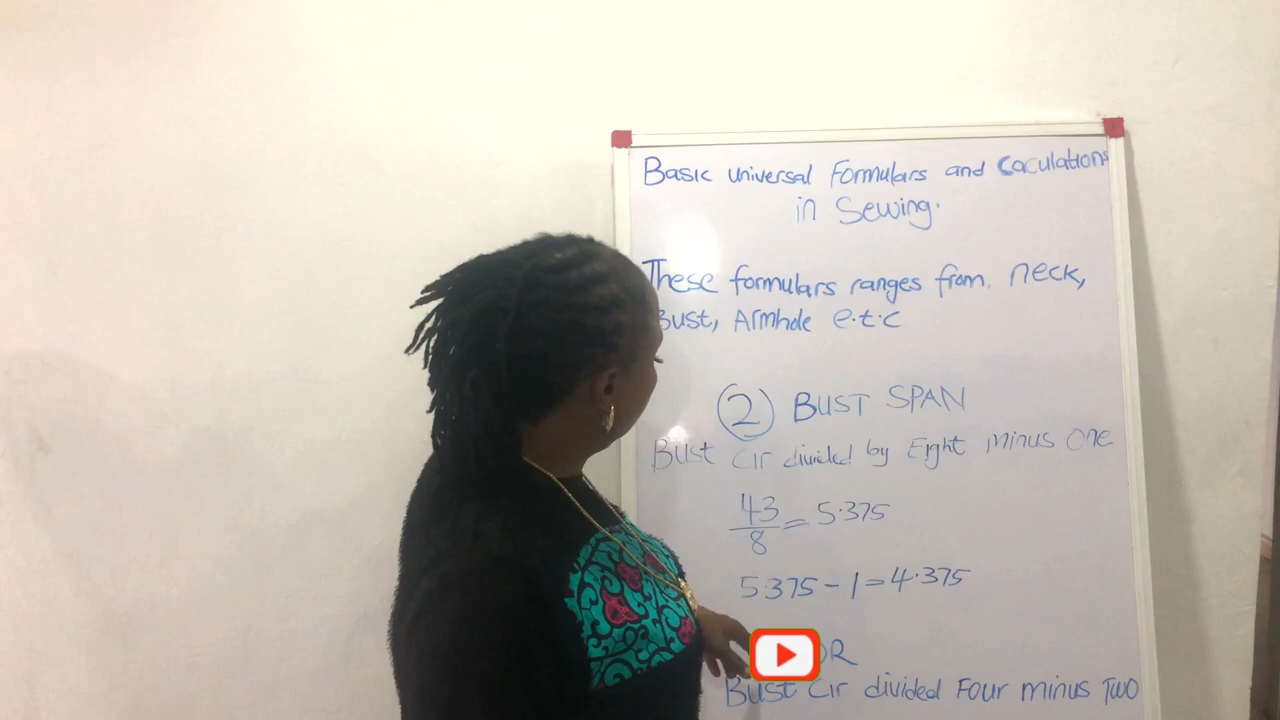 Basic universal Formulars and Caculations
in Sewing.
These formulars ranges from. neck,
Bust, Armhole e.t.c
2 BUST SPAN
Bust Cir divided by Eight Minus One
43/8 = 5.375
5.375 - 1 = 4.375
OR
Bust Cir divided Four minus Two